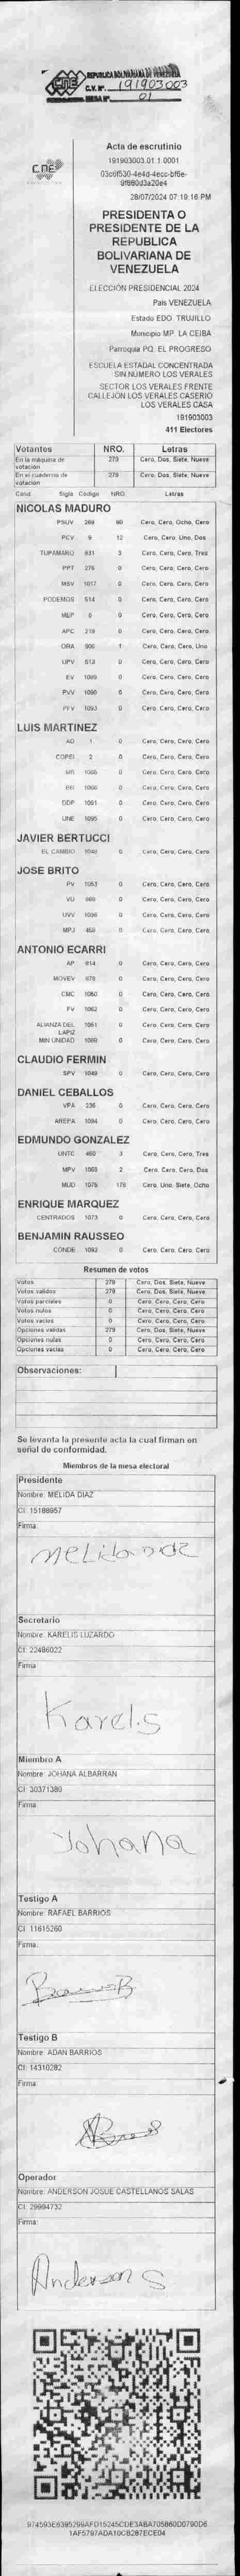 CNE
REPUBLICA BOLIVARIANA DE VENEZUELA
C.V. Nº. 191903003
MESA Nº 01
CNE
Acta de escrutinio
191903003.01.1.0001
03c6f530-4e4d-4ecc-bf6e-
9f880d3a20e4
28/07/2024 07:19:16 PM
PRESIDENTA O
PRESIDENTE DE LA
REPUBLICA
BOLIVARIANA DE
VENEZUELA
ELECCIÓN PRESIDENCIAL 2024
País VENEZUELA
Estado EDO. TRUJILLO
Municipio MP. LA CEIBA
Parroquia PQ. EL PROGRESO
ESCUELA ESTADAL CONCENTRADA
SIN NUMERO LOS VERALES
SECTOR LOS VERALES FRENTE
CALLEJÓN LOS VERALES CASERIO
LOS VERALES CASA
191903003
411 Electores
Votantes NRO. Letras
En la máquina de votación 279 Cero, Dos, Siete, Nueve
En el cuaderno de votación 279 Cero, Dos, Siete, Nueve
Cand Sigla Código NRO Letras
NICOLAS MADURO
PSUV 269 80 Cero, Cero, Ocho, Cero
PCV 9 12 Cero, Cero, Uno, Dos
TUPAMARO 831 3 Cero, Cero, Cero, Tres
PPT 276 0 Cero, Cero, Cero, Cero
MSV 1017 0 Cero, Cero, Cero, Cero
PODEMOS 514 0 Cero, Cero, Cero, Cero
MEP 6 0 Cero, Cero, Cero, Cero
APC 219 0 Cero, Cero, Cero, Cero
ORA 906 1 Cero, Cero, Cero, Uno
UPV 513 0 Cero, Cero, Cero, Cero
EV 1089 0 Cero, Cero, Cero, Cero
PVV 1090 0 Cero, Cero, Cero, Cero
PFV 1093 0 Cero, Cero, Cero, Cero
LUIS MARTINEZ
AD 1 0 Cero, Cero, Cero, Cero
COPEI 2 0 Cero, Cero, Cero, Cero
MR 1065 0 Cero, Cero, Cero, Cero
BR 1066 0 Cero, Cero, Cero, Cero
DDP 1091 0 Cero, Cero, Cero, Cero
UNE 1095 0 Cero, Cero, Cero, Cero
JAVIER BERTUCCI
EL CAMBIO 1048 0 Cero, Cero, Cero, Cero
JOSE BRITO
PV 1053 0 Cero, Cero, Cero, Cero
VU 969 0 Cero, Cero, Cero, Cero
UVV 1036 0 Cero, Cero, Cero, Cero
MPJ 458 0 Cero, Cero, Cero, Cero
ANTONIO ECARRI
AP 914 0 Cero, Cero, Cero, Cero
MOVEV 678 0 Cero, Cero, Cero, Cero
CMC 1050 0 Cero, Cero, Cero, Cero
FV 1062 0 Cero, Cero, Cero, Cero
ALIANZA DEL LAPIZ 1051 0 Cero, Cero, Cero, Cero
MIN UNIDAD 1069 0 Cero, Cero, Cero, Cero
CLAUDIO FERMIN
SPV 1049 0 Cero, Cero, Cero, Cero
DANIEL CEBALLOS
VPA 236 0 Cero, Cero, Cero, Cero
AREPA 1094 0 Cero, Cero, Cero, Cero
EDMUNDO GONZALEZ
UNTC 460 3 Cero, Cero, Cero, Tres
MPV 1060 2 Cero, Cero, Cero, Dos
MUD 1075 178 Cero, Uno, Siete, Ocho
ENRIQUE MARQUEZ
CENTRADOS 1073 0 Cero, Cero, Cero, Cero
BENJAMIN RAUSSEO
CONDE 1092 0 Cero, Cero, Cero, Cero
Resumen de votos
Votos 279 Cero, Dos, Siete, Nueve
Votos validos 279 Cero, Dos, Siete, Nueve
Votos parciales 0 Cero, Cero, Cero, Cero
Votos nulos 0 Cero, Cero, Cero, Cero
Votos vacíos 0 Cero, Cero, Cero, Cero
Opciones validas 279 Cero, Dos, Siete, Nueve
Opciones nulas 0 Cero, Cero, Cero, Cero
Opciones vacías 0 Cero, Cero, Cero, Cero
Observaciones:
Se levanta la presente acta la cual firman en
señal de conformidad.
Miembros de la mesa electoral
Presidente
Nombre: MELIDA DIAZ
CI: 15188957
Firma:
Melida Diaz
Secretario
Nombre: KARELIS LUZARDO
CI: 22486022
Firma:
Karelis
Miembro A
Nombre: JOHANA ALBARRAN
CI: 30371380
Firma:
Johana
Testigo A
Nombre: RAFAEL BARRIOS
CI: 11615260
Firma:
Testigo B
Nombre: ADAN BARRIOS
CI: 14310282
Firma:
Operador
Nombre: ANDERSON JOSUE CASTELLANOS SALAS
CI: 29994732
Firma:
Anderson S
974593E8395299AFD15245CDE3ABA705860D0790D6
1AF5797ADA19CB287ECE04